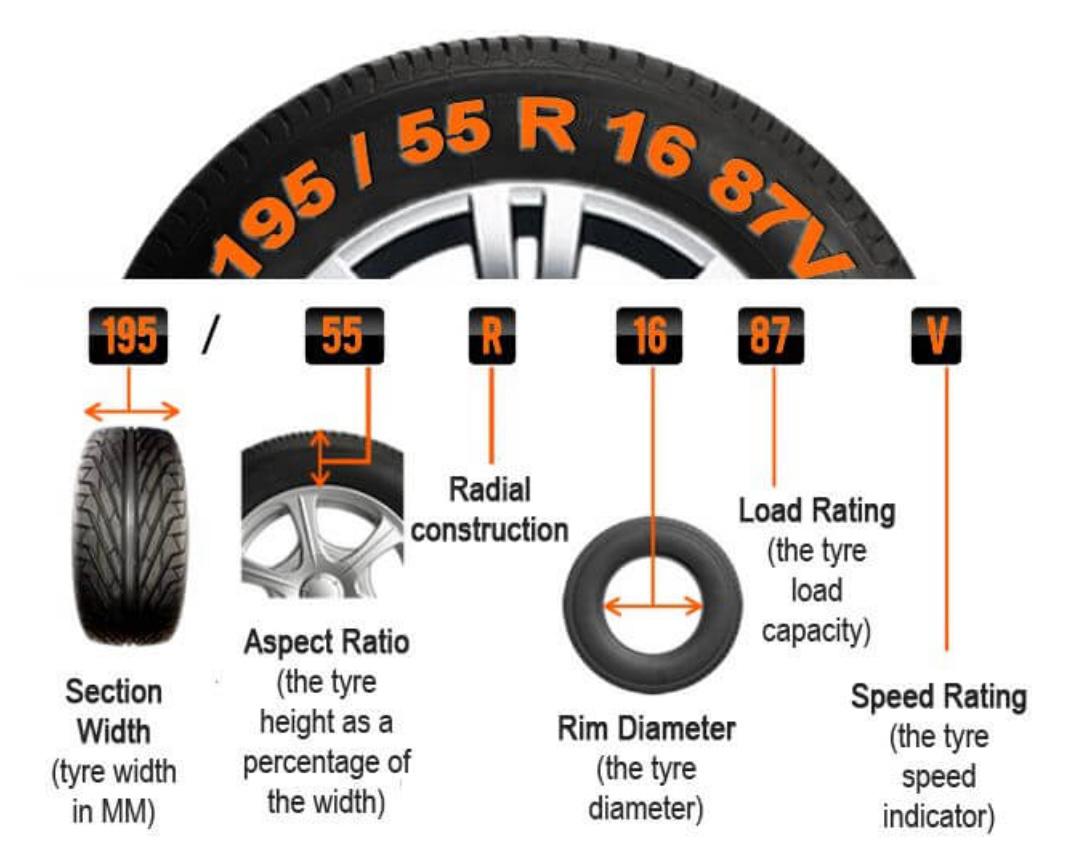 195 / 55 R 16 87V
195 / 55 R 16 87 V
Radial
construction
Load Rating
(the tyre
load
capacity)
Aspect Ratio
(the tyre
height as a
percentage of
the width)
Section
Width
(tyre width
in MM)
Rim Diameter
(the tyre
diameter)
Speed Rating
(the tyre
speed
indicator)